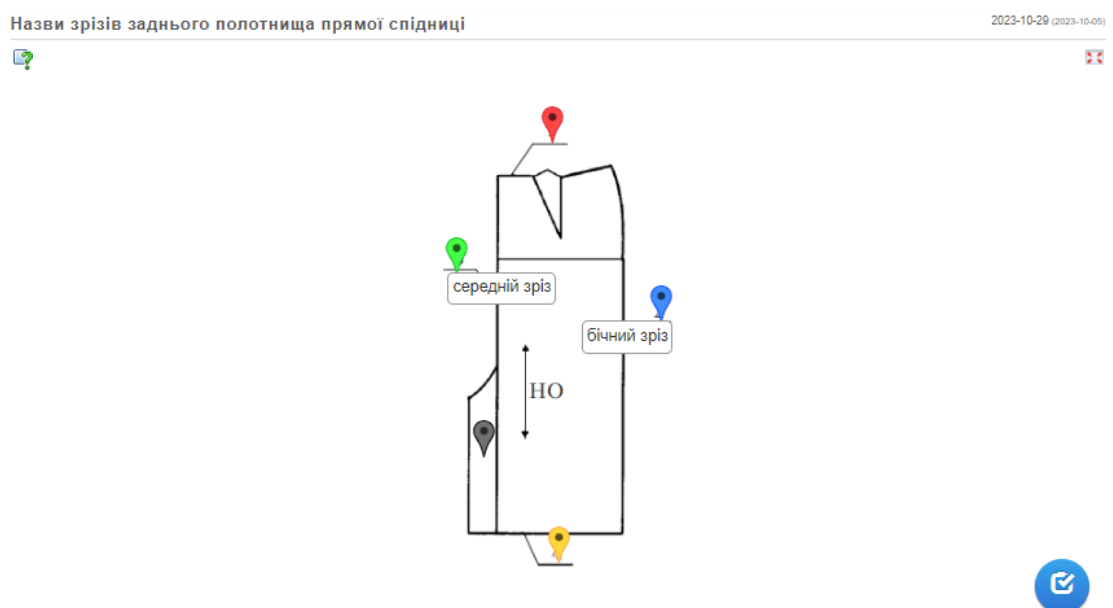 Назви зрізів заднього полотнища прямої спідниці
2023-10-29 (2023-10-05)
середній зріз
бічний зріз
НО